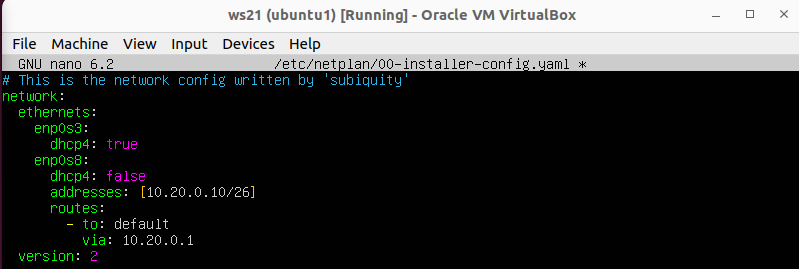 ws21 (ubuntu1) [Running] - Oracle VM VirtualBox
File Machine View Input Devices Help
GNU nano 6.2 /etc/netplan/00-installer-config.yaml *
# This is the network config written by 'subiquity'
network:
  ethernets:
    enp0s3:
      dhcp4: true
    enp0s8:
      dhcp4: false
      addresses: [10.20.0.10/26]
      routes:
        - to: default
          via: 10.20.0.1
  version: 2